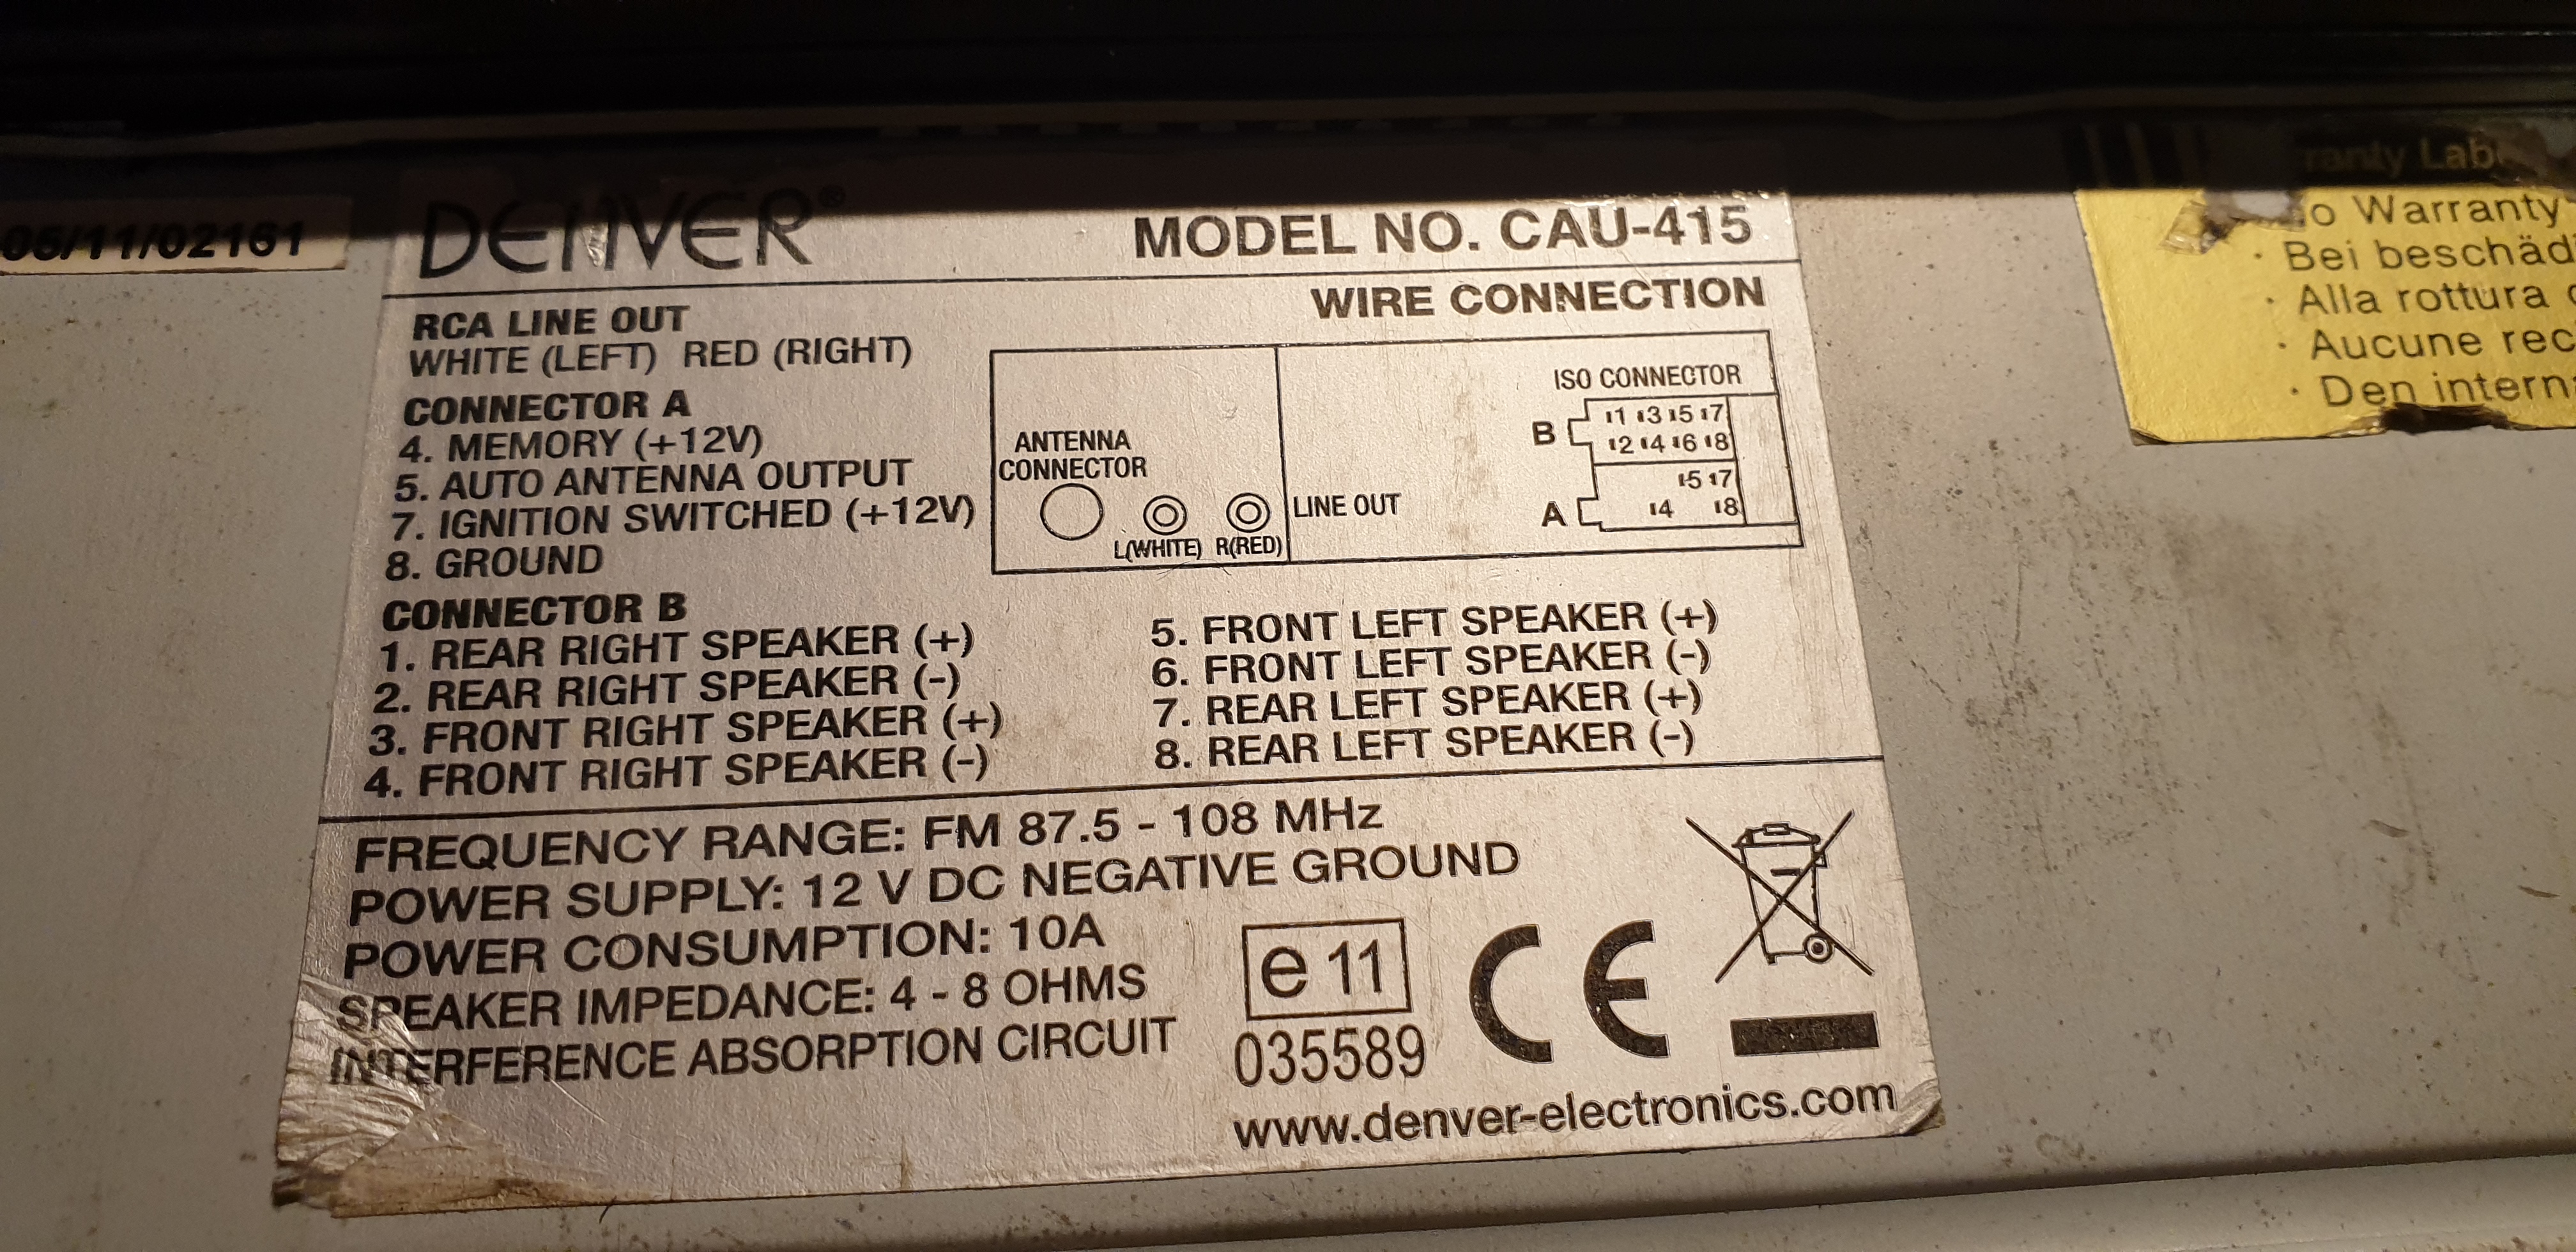 06/11/02161
DENVER®
MODEL NO. CAU-415
WIRE CONNECTION
RCA LINE OUT
WHITE (LEFT) RED (RIGHT)
CONNECTOR A
4. MEMORY (+12V)
5. AUTO ANTENNA OUTPUT
7. IGNITION SWITCHED (+12V)
8. GROUND
ANTENNA
CONNECTOR
L(WHITE) R(RED)
LINE OUT
ISO CONNECTOR
B
1 3 5 7
2 4 6 8
A
5 7
4 8
CONNECTOR B
1. REAR RIGHT SPEAKER (+)
2. REAR RIGHT SPEAKER (-)
3. FRONT RIGHT SPEAKER (+)
4. FRONT RIGHT SPEAKER (-)
5. FRONT LEFT SPEAKER (+)
6. FRONT LEFT SPEAKER (-)
7. REAR LEFT SPEAKER (+)
8. REAR LEFT SPEAKER (-)
FREQUENCY RANGE: FM 87.5 - 108 MHz
POWER SUPPLY: 12 V DC NEGATIVE GROUND
POWER CONSUMPTION: 10A
SPEAKER IMPEDANCE: 4 - 8 OHMS
INTERFERENCE ABSORPTION CIRCUIT
e 11
035589
CE
www.denver-electronics.com
Warranty
· Bei
· Alla rottura
· Aucune
· Den